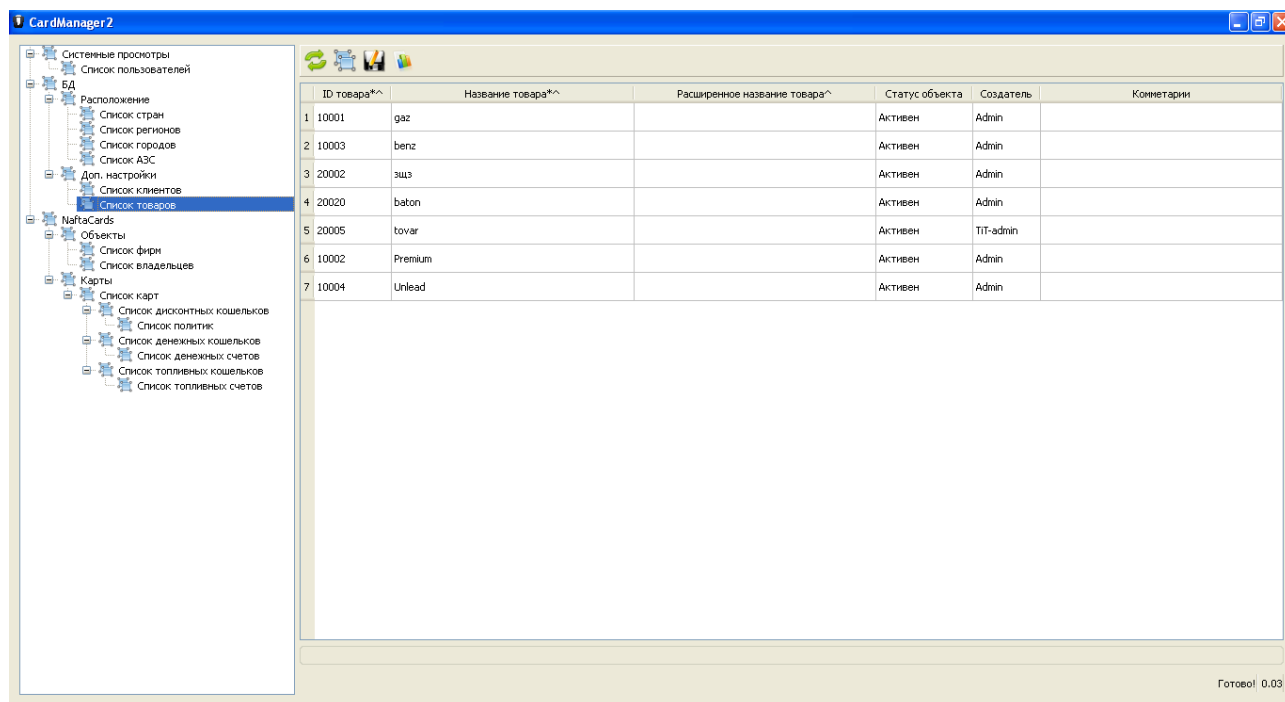 CardManager2
Системные просмотры
Список пользователей
БД
Расположение
Список стран
Список регионов
Список городов
Список АЗС
Доп. настройки
Список клиентов
Список товаров
NaftaCards
Объекты
Список фирм
Список владельцев
Карты
Список карт
Список дисконтных кошельков
Список политик
Список денежных кошельков
Список денежных счетов
Список топливных кошельков
Список топливных счетов
ID товара*^ Название товара*^ Расширенное название товара^ Статус объекта Создатель Комметарии
1 10001 gaz Активен Admin
2 10003 benz Активен Admin
3 20002 зщз Активен Admin
4 20020 baton Активен Admin
5 20005 tovar Активен TiT-admin
6 10002 Premium Активен Admin
7 10004 Unlead Активен Admin
Готово! 0.03